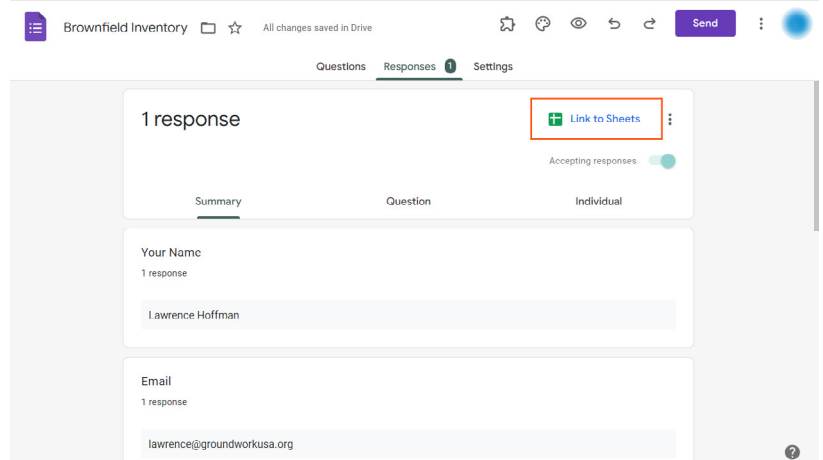 Brownfield Inventory All changes saved in Drive Send
Questions Responses 1 Settings
1 response Link to Sheets
Accepting responses
Summary Question Individual
Your Name
1 response
Lawrence Hoffman
Email
1 response
lawrence@groundworkusa.org
?